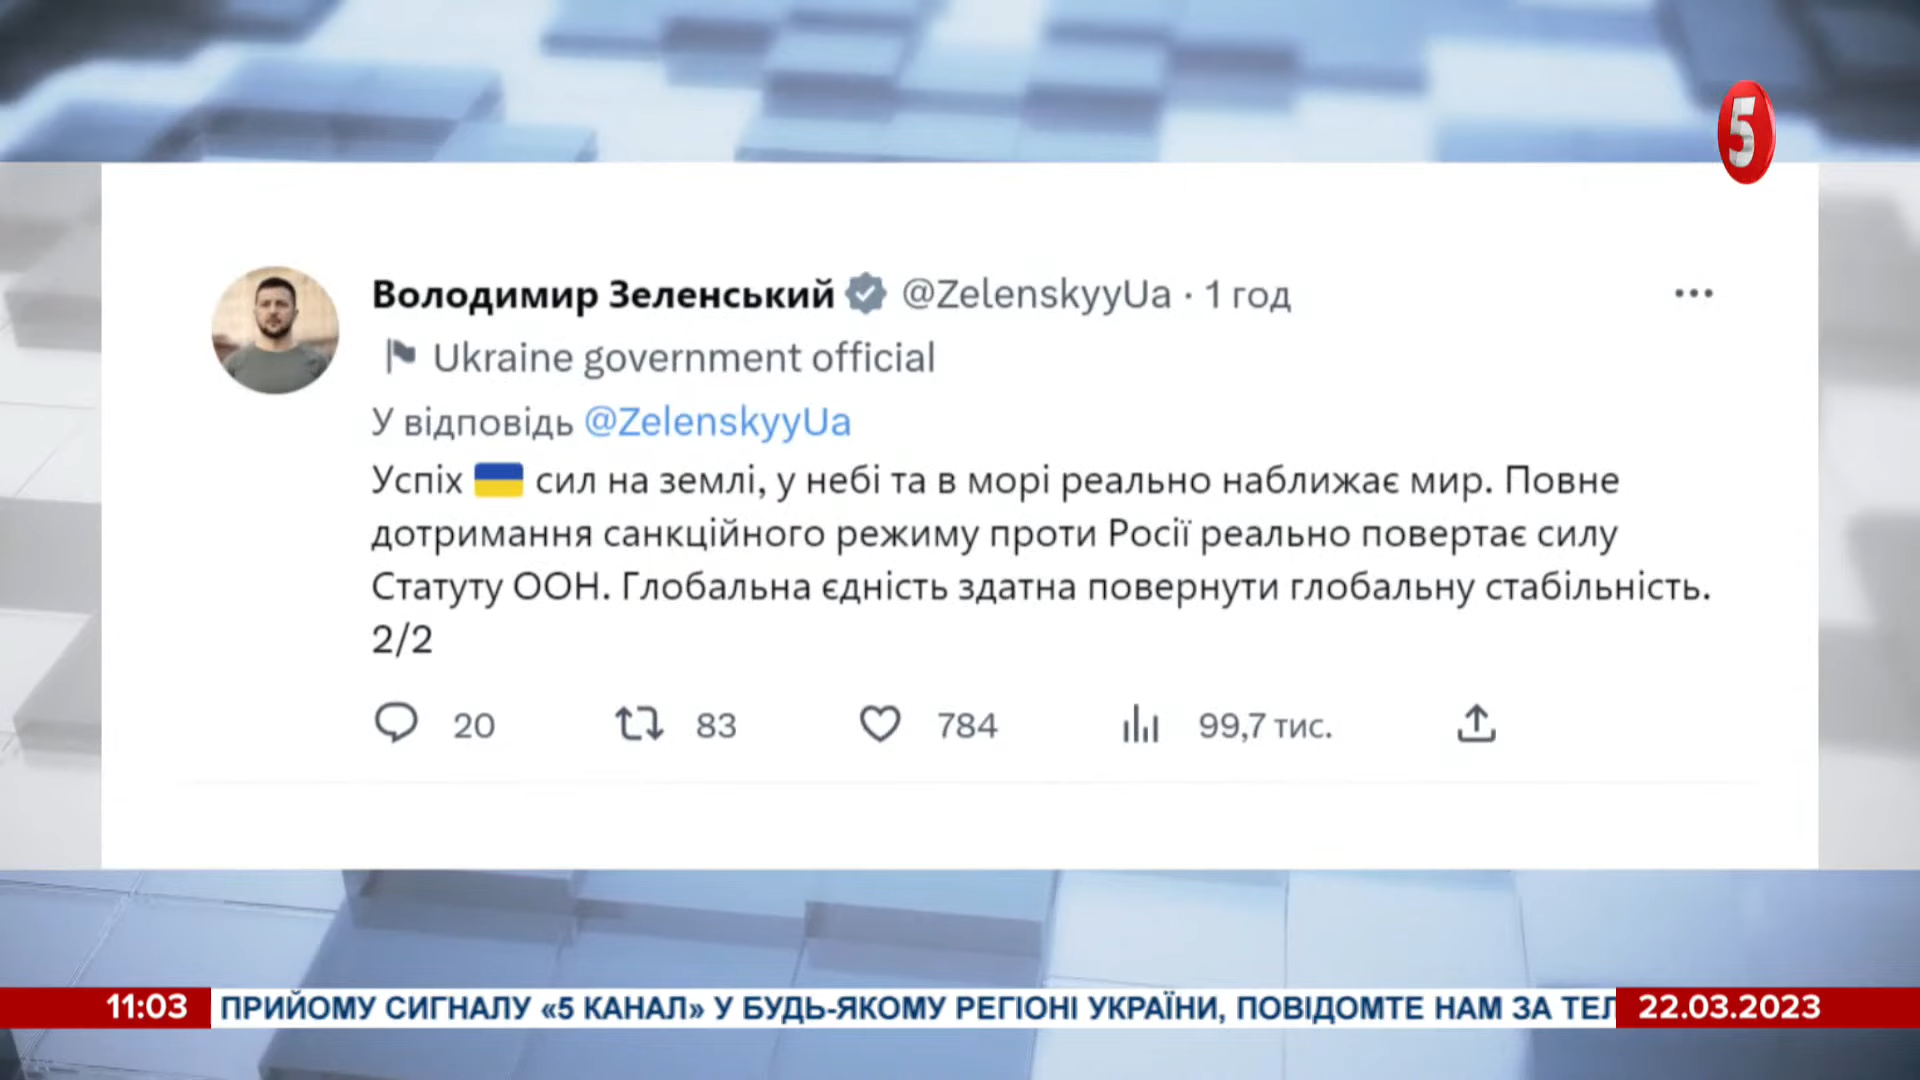 5
Володимир Зеленський @ZelenskyyUa · 1 год
Ukraine government official
У відповідь @ZelenskyyUa
Успіх 🇺🇦 сил на землі, у небі та в морі реально наближає мир. Повне
дотримання санкційного режиму проти Росії реально повертає силу
Статуту ООН. Глобальна єдність здатна повернути глобальну стабільність.
2/2
20 83 784 99,7 тис.
11:03 ПРИЙОМУ СИГНАЛУ «5 КАНАЛ» У БУДЬ-ЯКОМУ РЕГІОНІ УКРАЇНИ, ПОВІДОМТЕ НАМ ЗА ТЕЛ 22.03.2023